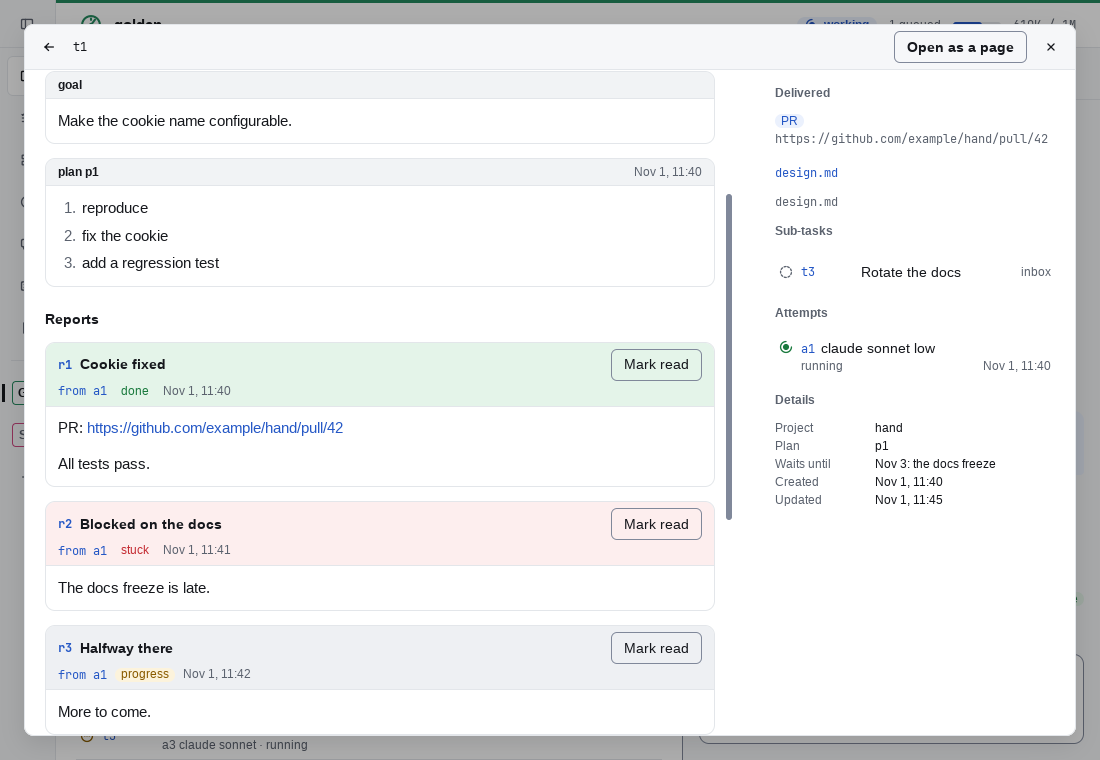 t1
Open as a page
goal
Make the cookie name configurable.
plan p1
Nov 1, 11:40
1. reproduce
2. fix the cookie
3. add a regression test
Reports
r1 Cookie fixed
Mark read
from a1 done Nov 1, 11:40
PR: https://github.com/example/hand/pull/42
All tests pass.
r2 Blocked on the docs
Mark read
from a1 stuck Nov 1, 11:41
The docs freeze is late.
r3 Halfway there
Mark read
from a1 progress Nov 1, 11:42
More to come.
Delivered
PR
https://github.com/example/hand/pull/42
design.md
design.md
Sub-tasks
t3 Rotate the docs inbox
Attempts
a1 claude sonnet low
running Nov 1, 11:40
Details
Project hand
Plan p1
Waits until Nov 3: the docs freeze
Created Nov 1, 11:40
Updated Nov 1, 11:45
a3 claude sonnet · running